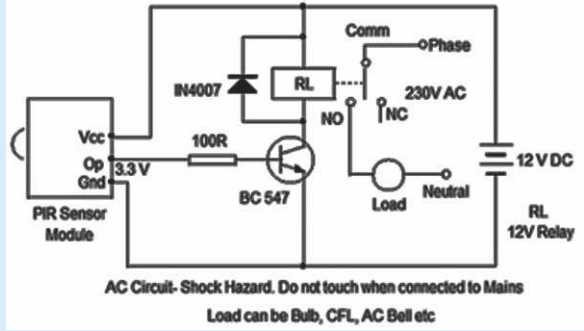 Comm
Phase
IN4007
RL
230V AC
NO
NC
Vcc
100R
Op
3.3 V
12 V DC
Gnd
BC 547
Load
Neutral
PIR Sensor
Module
RL
12V Relay
AC Circuit- Shock Hazard. Do not touch when connected to Mains
Load can be Bulb, CFL, AC Bell etc